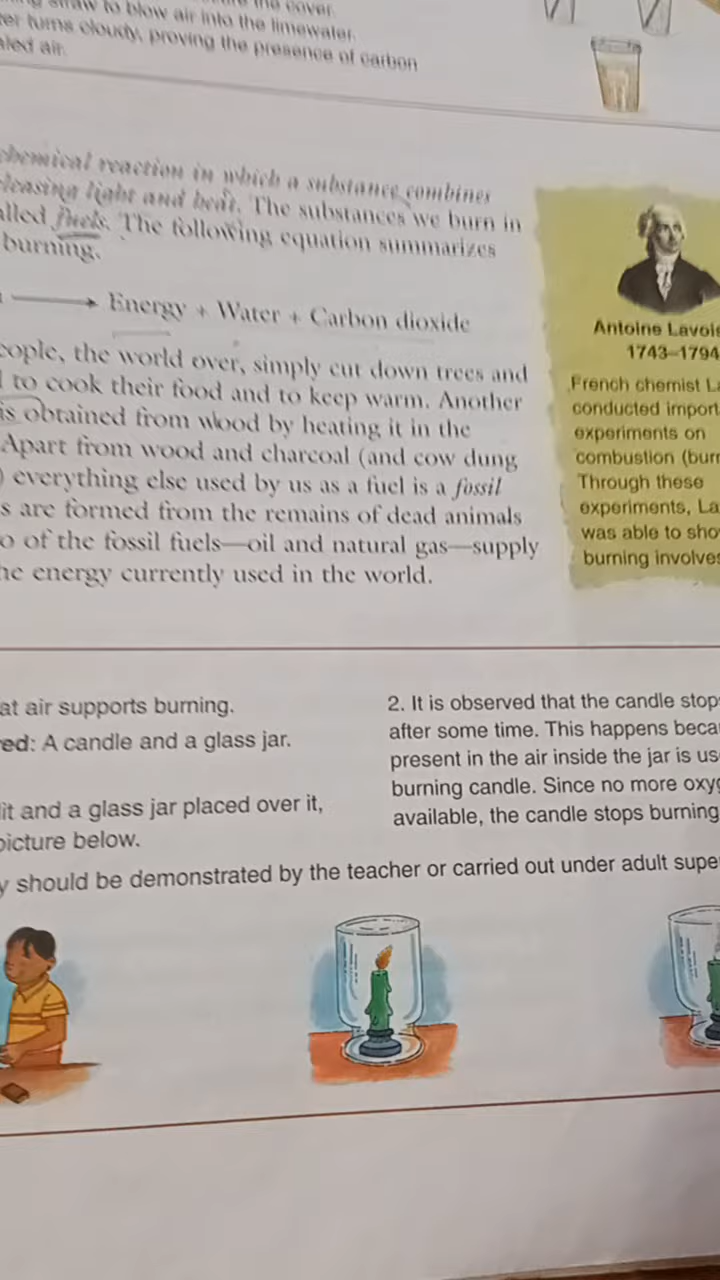 straw to blow air into the limewater.
turns cloudy, proving the presence of carbon
air.
chemical reaction in which a substance combines
releasing light and heat. The substances we burn in
called fuels. The following equation summarizes
burning.
⟶ Energy + Water + Carbon dioxide
people, the world over, simply cut down trees and
to cook their food and to keep warm. Another
is obtained from wood by heating it in the
Apart from wood and charcoal (and cow dung
) everything else used by us as a fuel is a fossil
s are formed from the remains of dead animals
o of the fossil fuels—oil and natural gas—supply
he energy currently used in the world.
Antoine Lavois
1743–1794
French chemist La
conducted import
experiments on
combustion (burn
Through these
experiments, La
was able to sho
burning involves
at air supports burning.
red: A candle and a glass jar.
lit and a glass jar placed over it,
picture below.
2. It is observed that the candle stop
after some time. This happens beca
present in the air inside the jar is us
burning candle. Since no more oxyg
available, the candle stops burning
y should be demonstrated by the teacher or carried out under adult supe